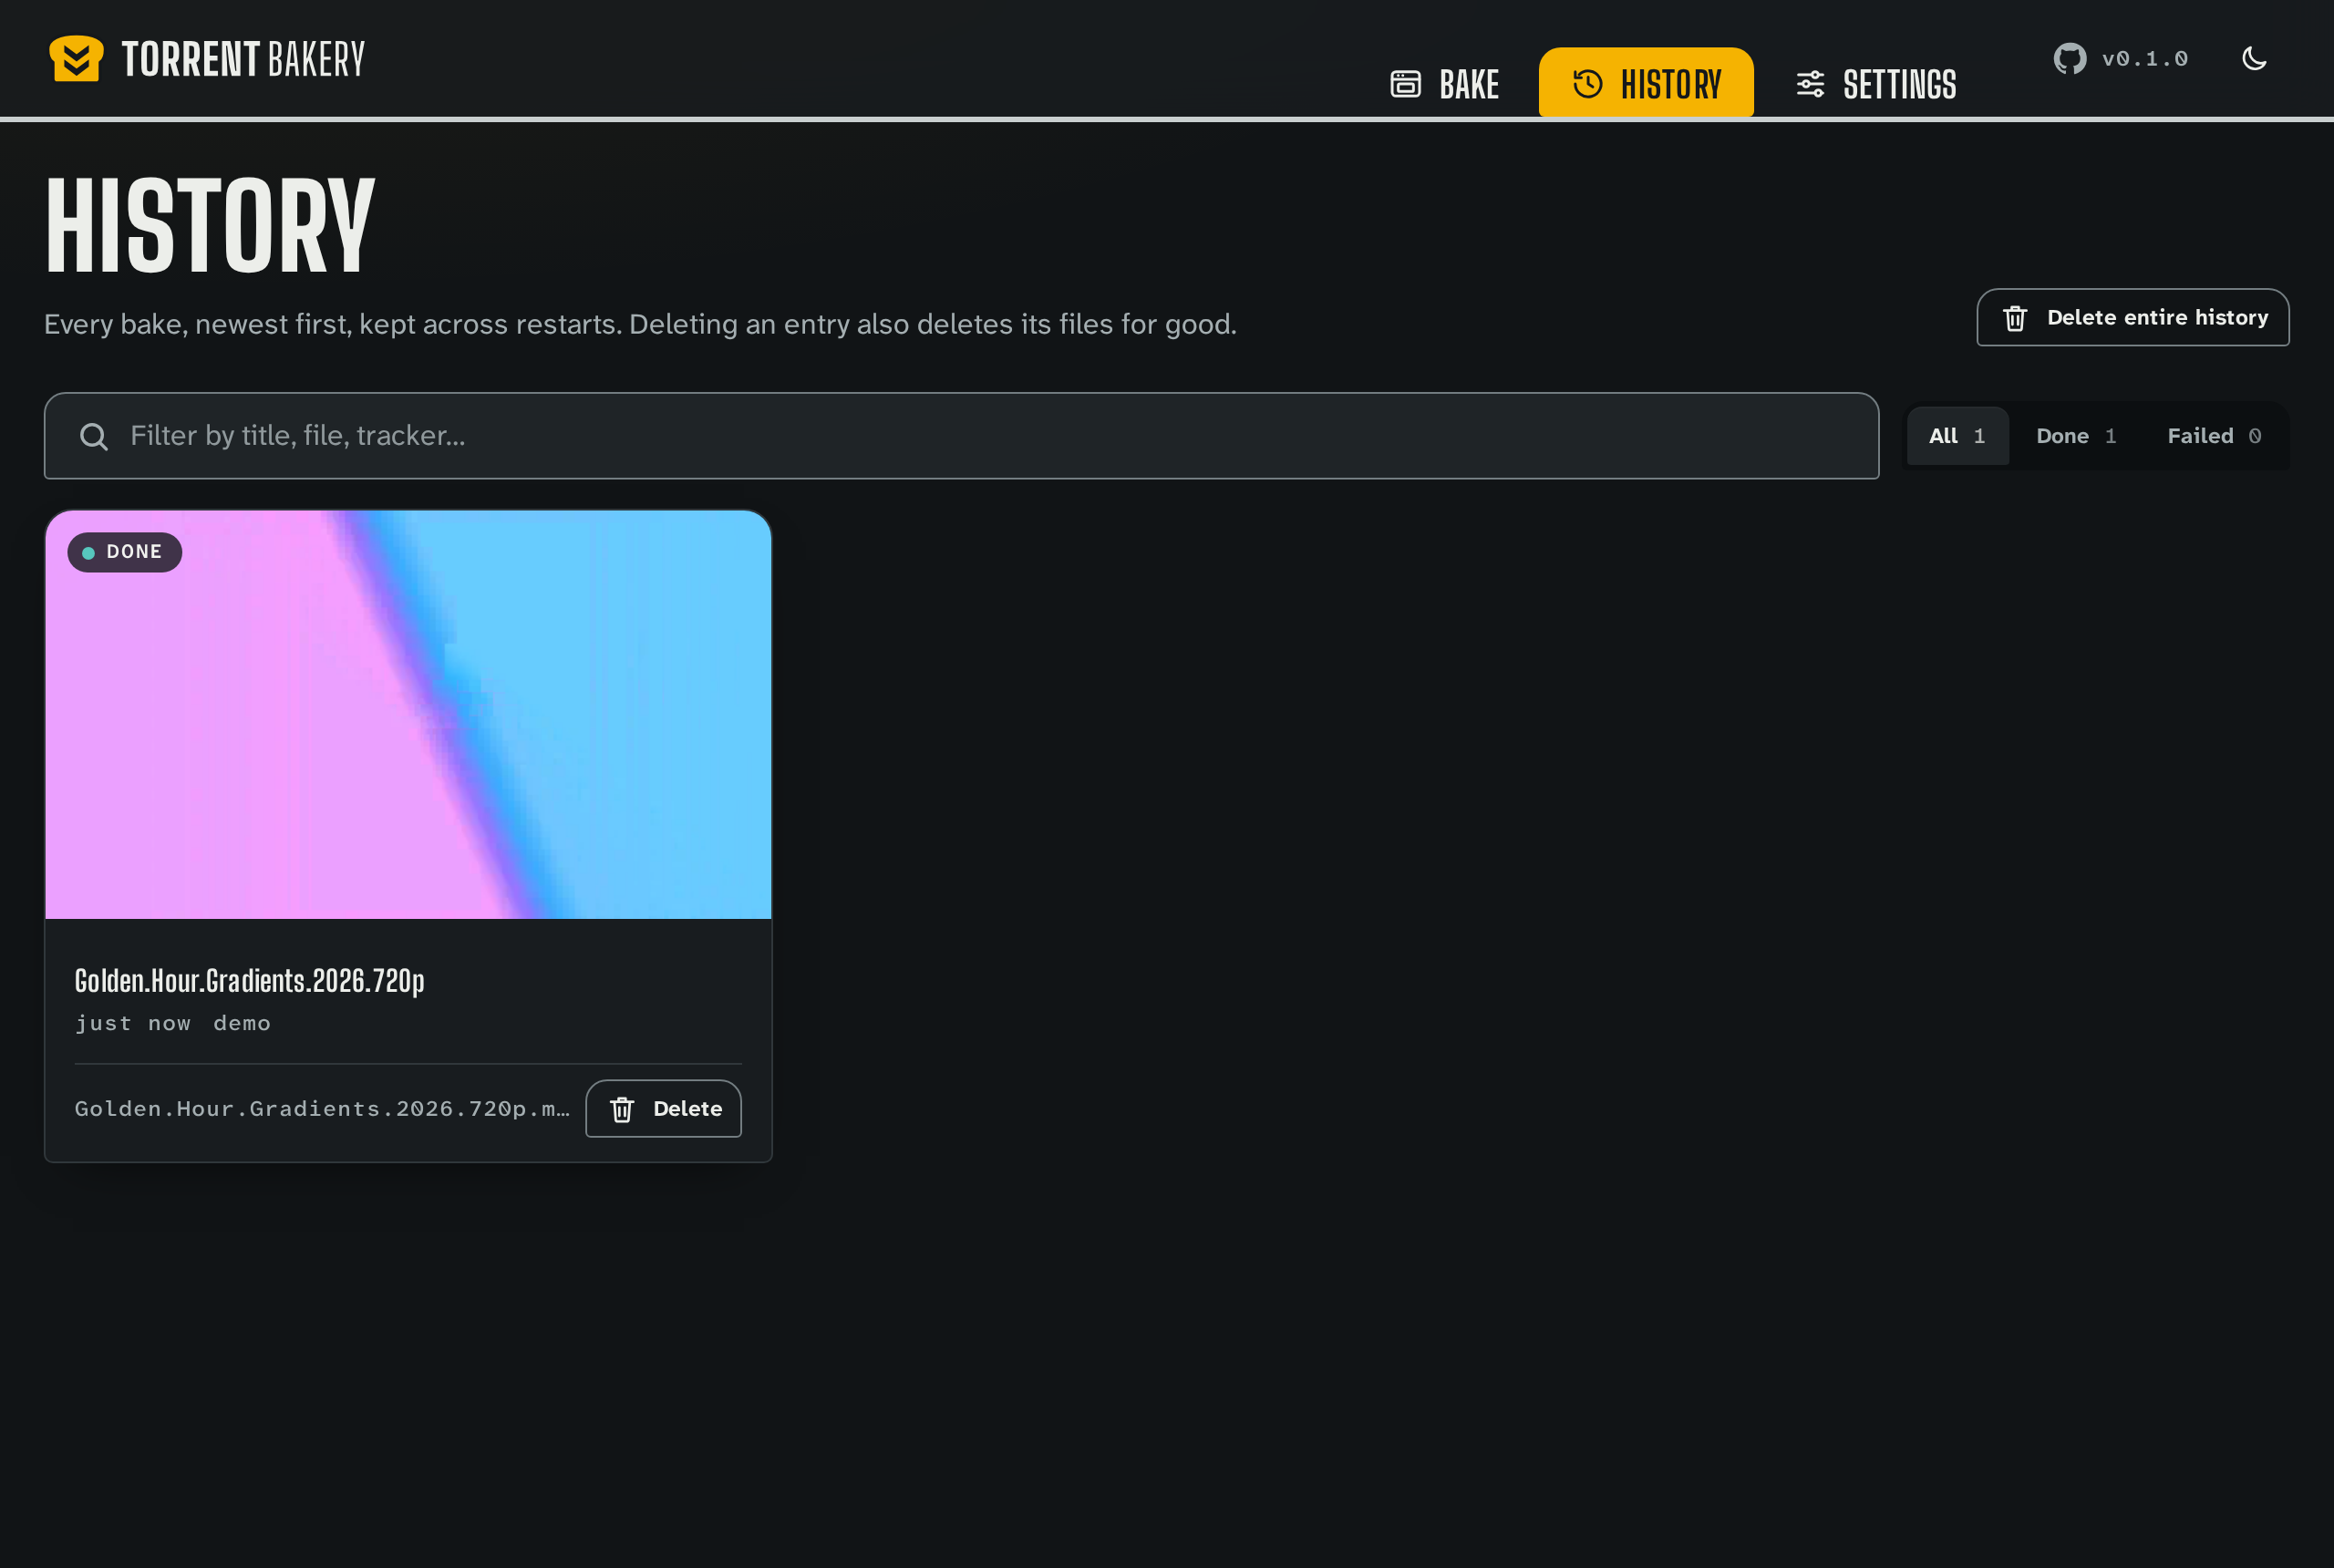 TORRENT BAKERY
BAKE
HISTORY
SETTINGS
v0.1.0
HISTORY
Every bake, newest first, kept across restarts. Deleting an entry also deletes its files for good.
Delete entire history
Filter by title, file, tracker...
All 1
Done 1
Failed 0
DONE
Golden.Hour.Gradients.2026.720p
just now demo
Golden.Hour.Gradients.2026.720p.m…
Delete